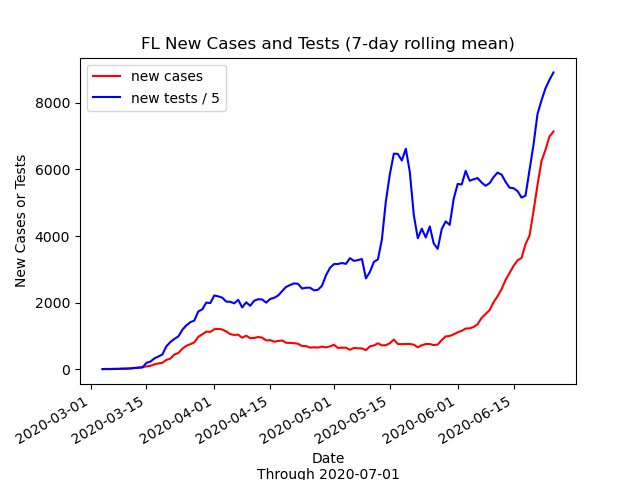 FL New Cases and Tests (7-day rolling mean)
new cases
new tests / 5
New Cases or Tests
8000
6000
4000
2000
0
2020-03-01
2020-03-15
2020-04-01
2020-04-15
2020-05-01
2020-05-15
2020-06-01
2020-06-15
Date
Through 2020-07-01